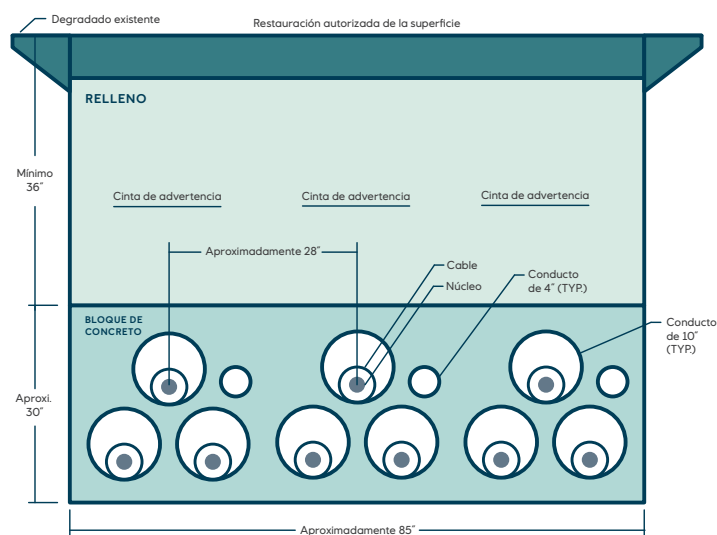 Degradado existente
Restauración autorizada de la superficie
RELLENO
Mínimo
36"
Cinta de advertencia
Cinta de advertencia
Cinta de advertencia
Aproximadamente 28"
Cable
Núcleo
Conducto
de 4" (TYP.)
BLOQUE DE
CONCRETO
Conducto
de 10"
(TYP.)
Aproxi.
30"
Aproximadamente 85"